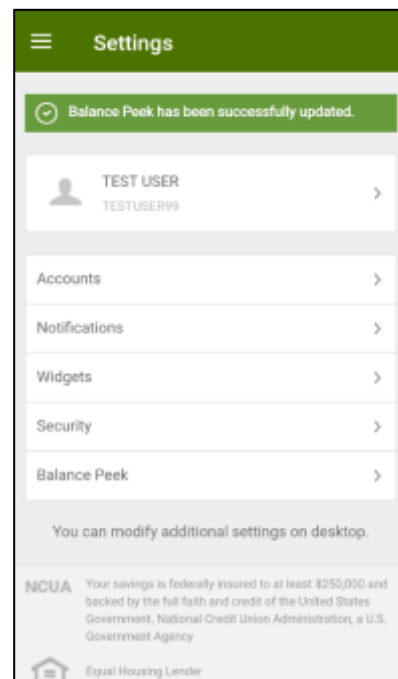 Settings
Balance Peek has been successfully updated.
TEST USER
TESTUSER99
Accounts
Notifications
Widgets
Security
Balance Peek
You can modify additional settings on desktop.
NCUA
Your savings is federally insured to at least $250,000 and
backed by the full faith and credit of the United States
Government. National Credit Union Administration, a U.S.
Government Agency
Equal Housing Lender